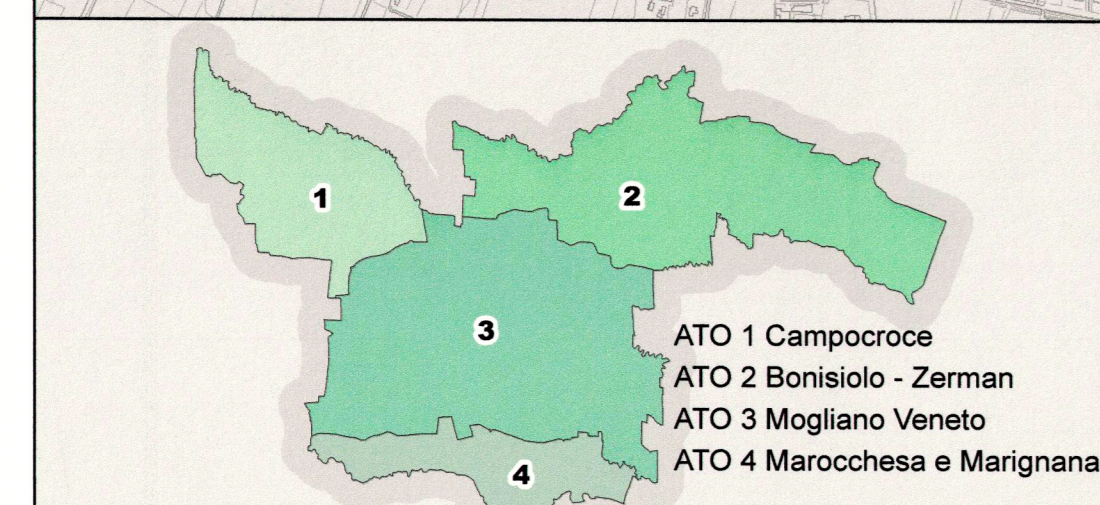 1
2
3
4
ATO 1 Campocroce
ATO 2 Bonisiolo - Zerman
ATO 3 Mogliano Veneto
ATO 4 Marocchesa e Marignana